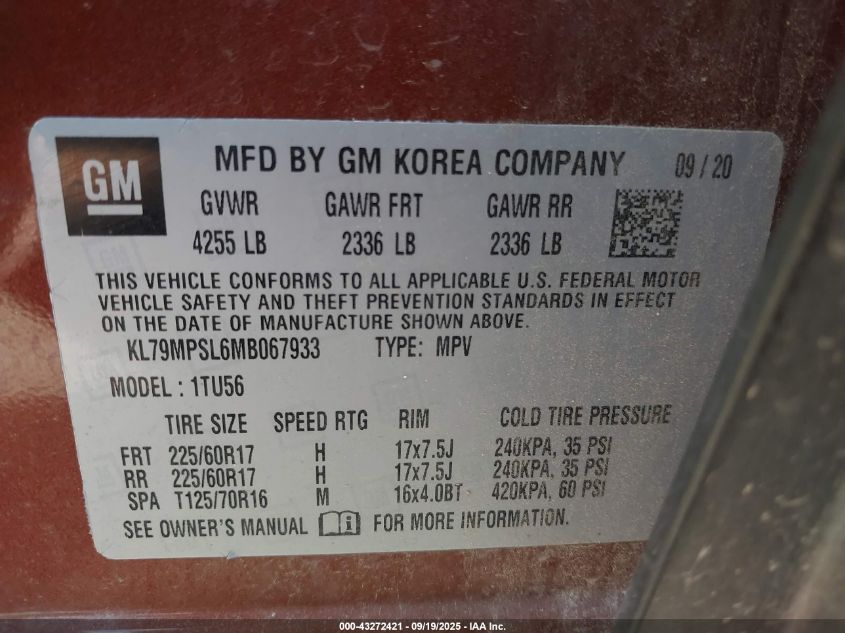 GM
MFD BY GM KOREA COMPANY 09 / 20
GVWR GAWR FRT GAWR RR
4255 LB 2336 LB 2336 LB
THIS VEHICLE CONFORMS TO ALL APPLICABLE U.S. FEDERAL MOTOR
VEHICLE SAFETY AND THEFT PREVENTION STANDARDS IN EFFECT
ON THE DATE OF MANUFACTURE SHOWN ABOVE.
KL79MPSL6MB067933 TYPE: MPV
MODEL : 1TU56
TIRE SIZE SPEED RTG RIM COLD TIRE PRESSURE
FRT 225/60R17 H 17x7.5J 240KPA, 35 PSI
RR 225/60R17 H 17x7.5J 240KPA, 35 PSI
SPA T125/70R16 M 16x4.0BT 420KPA, 60 PSI
SEE OWNER'S MANUAL FOR MORE INFORMATION.
000-43272421 - 09/19/2025 - IAA Inc.